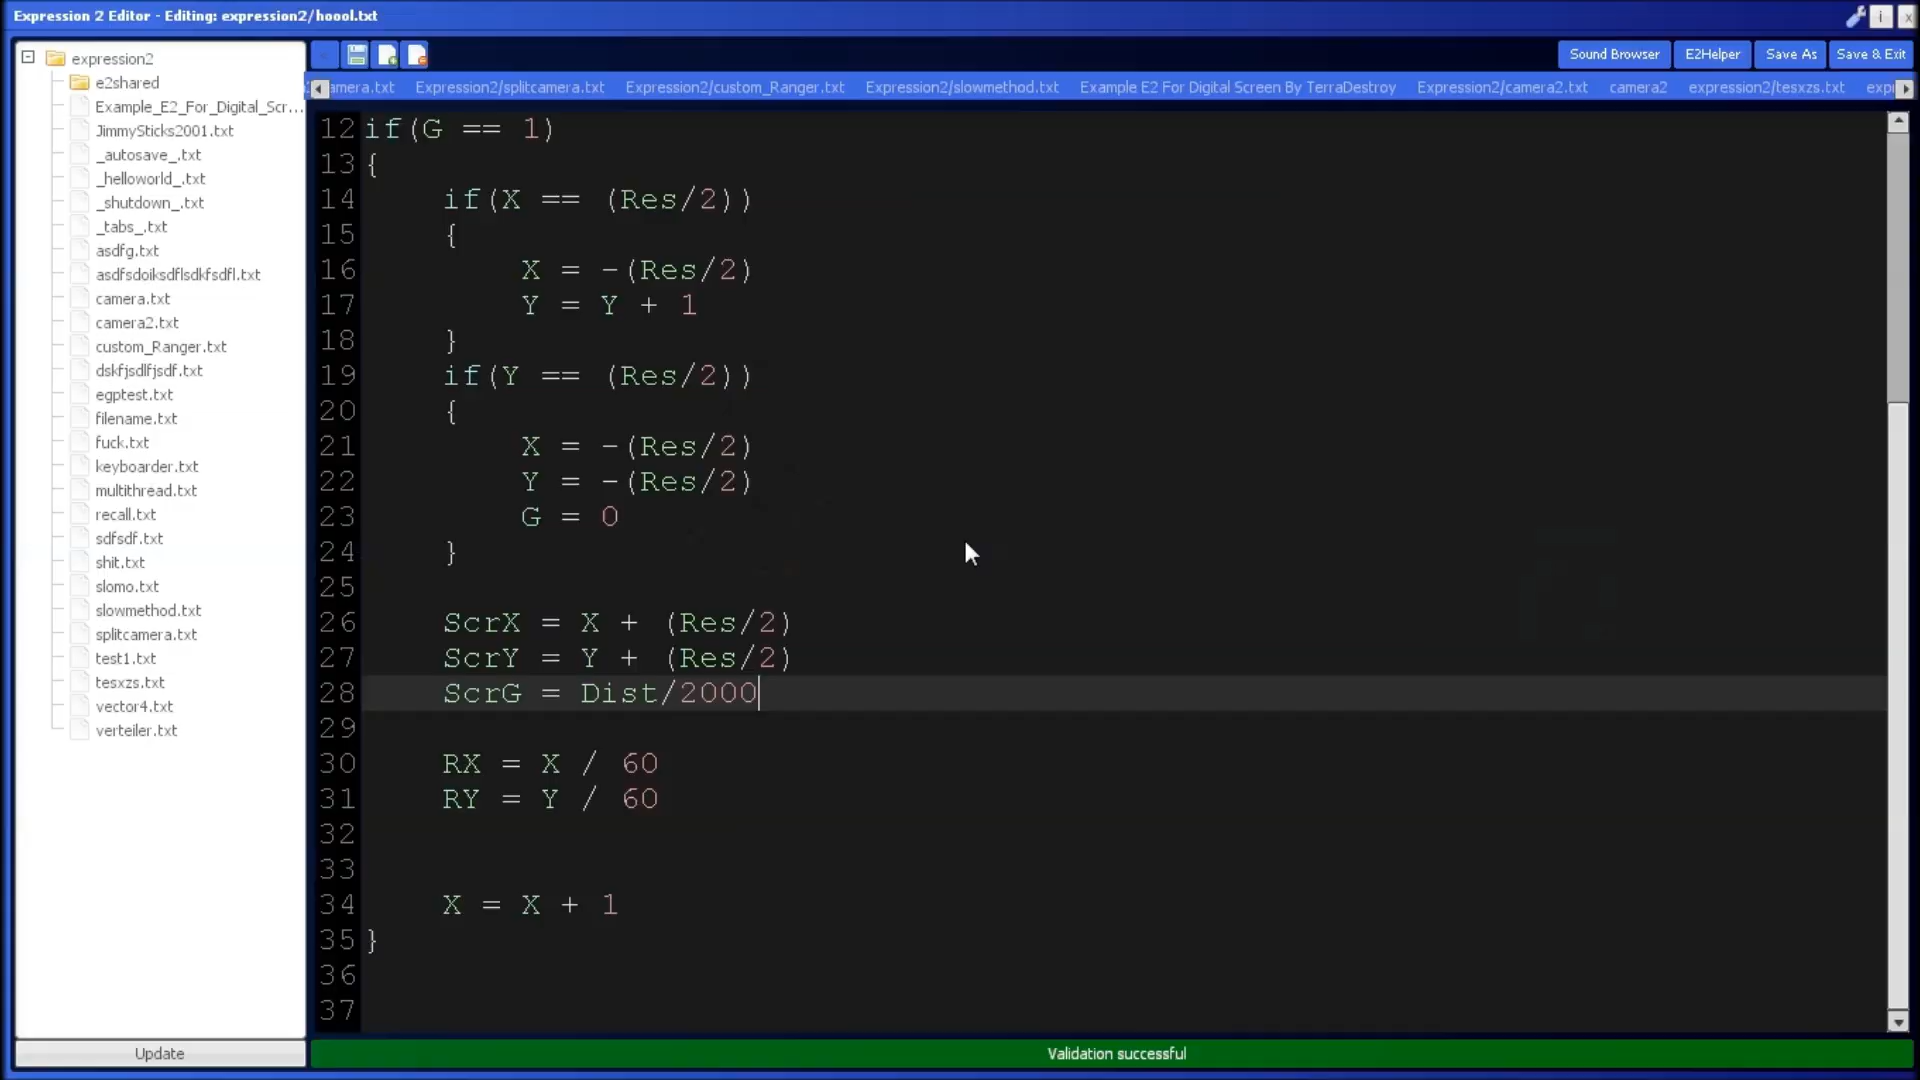 Expression 2 Editor - Editing: expression2/hoool.txt
Sound Browser E2Helper Save As Save & Exit
amera.txt Expression2/splitcamera.txt Expression2/custom_Ranger.txt Expression2/slowmethod.txt Example E2 For Digital Screen By TerraDestroy Expression2/camera2.txt camera2 expression2/tesxzs.txt exp
expression2
e2shared
Example_E2_For_Digital_Scr...
JimmySticks2001.txt
_autosave_.txt
_helloworld_.txt
_shutdown_.txt
_tabs_.txt
asdfg.txt
asdfsdoiksdflsdkfsdfl.txt
camera.txt
camera2.txt
custom_Ranger.txt
dskfjsdlfjsdf.txt
egptest.txt
filename.txt
fuck.txt
keyboarder.txt
multithread.txt
recall.txt
sdfsdf.txt
shit.txt
slomo.txt
slowmethod.txt
splitcamera.txt
test1.txt
tesxzs.txt
vector4.txt
verteiler.txt
Update
12 if(G == 1)
13 {
14 if(X == (Res/2))
15 {
16 X = -(Res/2)
17 Y = Y + 1
18 }
19 if(Y == (Res/2))
20 {
21 X = -(Res/2)
22 Y = -(Res/2)
23 G = 0
24 }
25
26 ScrX = X + (Res/2)
27 ScrY = Y + (Res/2)
28 ScrG = Dist/2000
29
30 RX = X / 60
31 RY = Y / 60
32
33
34 X = X + 1
35 }
36
37
Validation successful